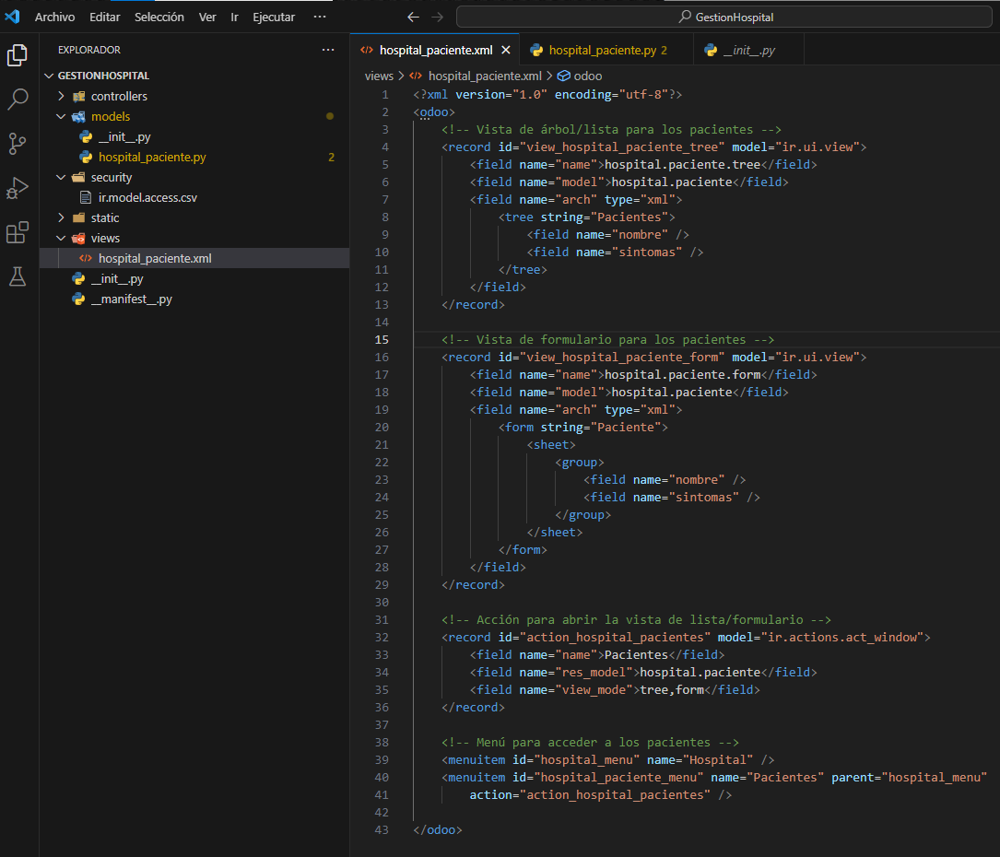 Archivo Editar Selección Ver Ir Ejecutar ··· GestionHospital
EXPLORADOR ···
GESTIONHOSPITAL
controllers
models
__init__.py
hospital_paciente.py 2
security
ir.model.access.csv
static
views
hospital_paciente.xml
__init__.py
__manifest__.py
hospital_paciente.xml hospital_paciente.py 2 __init__.py
views > hospital_paciente.xml > odoo
1 <?xml version="1.0" encoding="utf-8"?>
2 <odoo>
3 <!-- Vista de árbol/lista para los pacientes -->
4 <record id="view_hospital_paciente_tree" model="ir.ui.view">
5 <field name="name">hospital.paciente.tree</field>
6 <field name="model">hospital.paciente</field>
7 <field name="arch" type="xml">
8 <tree string="Pacientes">
9 <field name="nombre" />
10 <field name="sintomas" />
11 </tree>
12 </field>
13 </record>
14
15 <!-- Vista de formulario para los pacientes -->
16 <record id="view_hospital_paciente_form" model="ir.ui.view">
17 <field name="name">hospital.paciente.form</field>
18 <field name="model">hospital.paciente</field>
19 <field name="arch" type="xml">
20 <form string="Paciente">
21 <sheet>
22 <group>
23 <field name="nombre" />
24 <field name="sintomas" />
25 </group>
26 </sheet>
27 </form>
28 </field>
29 </record>
30
31 <!-- Acción para abrir la vista de lista/formulario -->
32 <record id="action_hospital_pacientes" model="ir.actions.act_window">
33 <field name="name">Pacientes</field>
34 <field name="res_model">hospital.paciente</field>
35 <field name="view_mode">tree,form</field>
36 </record>
37
38 <!-- Menú para acceder a los pacientes -->
39 <menuitem id="hospital_menu" name="Hospital" />
40 <menuitem id="hospital_paciente_menu" name="Pacientes" parent="hospital_menu"
41 action="action_hospital_pacientes" />
42
43 </odoo>